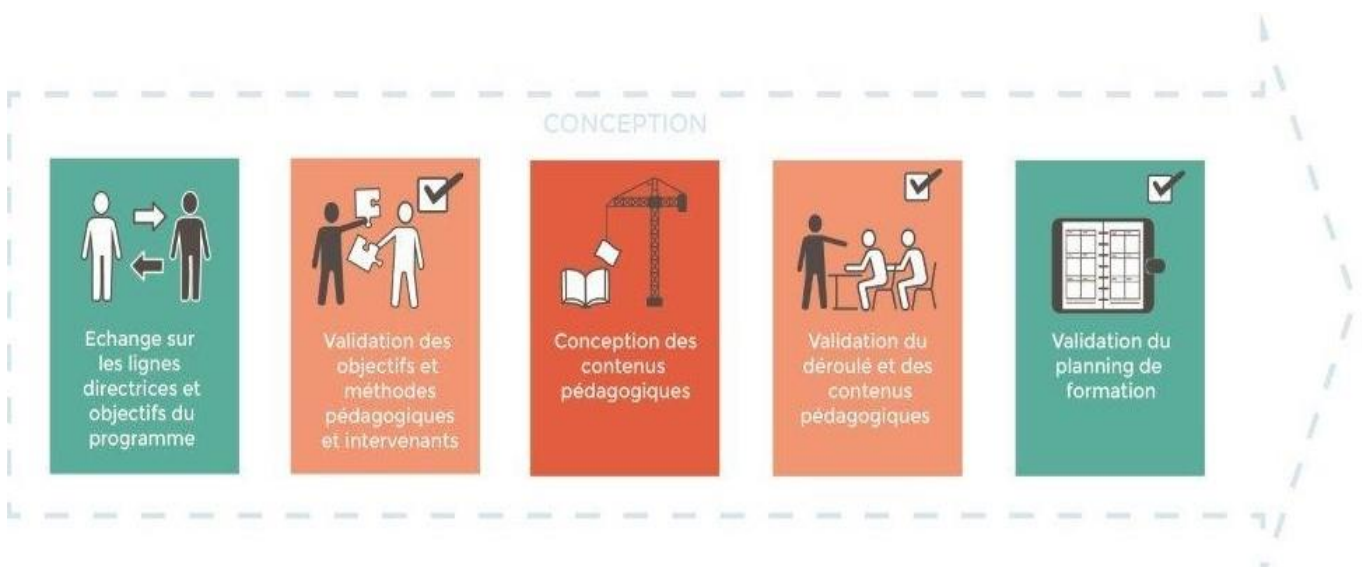 CONCEPTION
Echange sur
les lignes
directrices et
objectifs du
programme
Validation des
objectifs et
méthodes
pédagogiques
et intervenants
Conception des
contenus
pédagogiques
Validation du
déroulé et des
contenus
pédagogiques
Validation du
planning de
formation